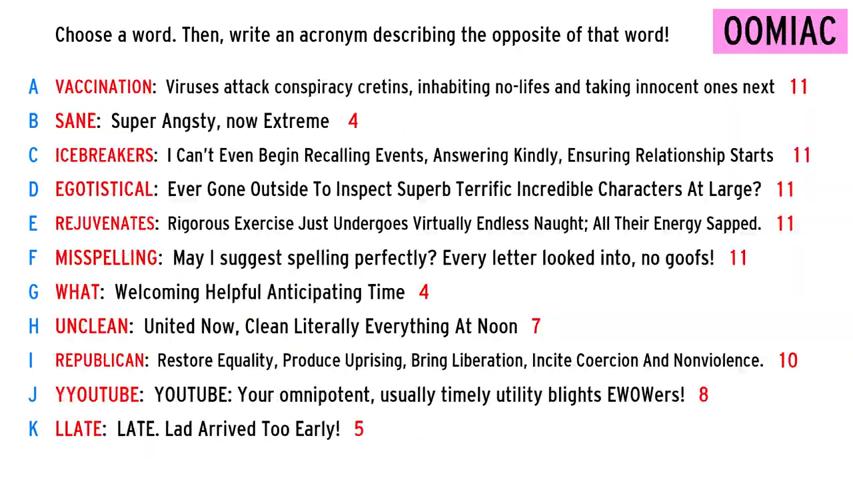 Choose a word. Then, write an acronym describing the opposite of that word!
OOMIAC
A VACCINATION: Viruses attack conspiracy cretins, inhabiting no-lifes and taking innocent ones next 11
B SANE: Super Angsty, now Extreme 4
C ICEBREAKERS: I Can't Even Begin Recalling Events, Answering Kindly, Ensuring Relationship Starts 11
D EGOTISTICAL: Ever Gone Outside To Inspect Superb Terrific Incredible Characters At Large? 11
E REJUVENATES: Rigorous Exercise Just Undergoes Virtually Endless Naught; All Their Energy Sapped. 11
F MISSPELLING: May I suggest spelling perfectly? Every letter looked into, no goofs! 11
G WHAT: Welcoming Helpful Anticipating Time 4
H UNCLEAN: United Now, Clean Literally Everything At Noon 7
I REPUBLICAN: Restore Equality, Produce Uprising, Bring Liberation, Incite Coercion And Nonviolence. 10
J YYOUTUBE: YOUTUBE: Your omnipotent, usually timely utility blights EWOWers! 8
K LLATE: LATE. Lad Arrived Too Early! 5